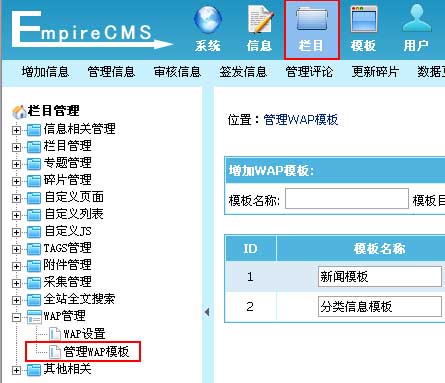 EmpireCMS
系统 信息 栏目 模板 用户
增加信息 管理信息 审核信息 签发信息 管理评论 更新碎片
栏目管理
信息相关管理
栏目管理
专题管理
碎片管理
自定义页面
自定义列表
自定义JS
TAGS管理
附件管理
采集管理
全站全文搜索
WAP管理
WAP设置
管理WAP模板
其他相关
位置：管理WAP模板
增加WAP模板:
模板名称: 模板目
ID 模板名称
1 新闻模板
2 分类信息模板